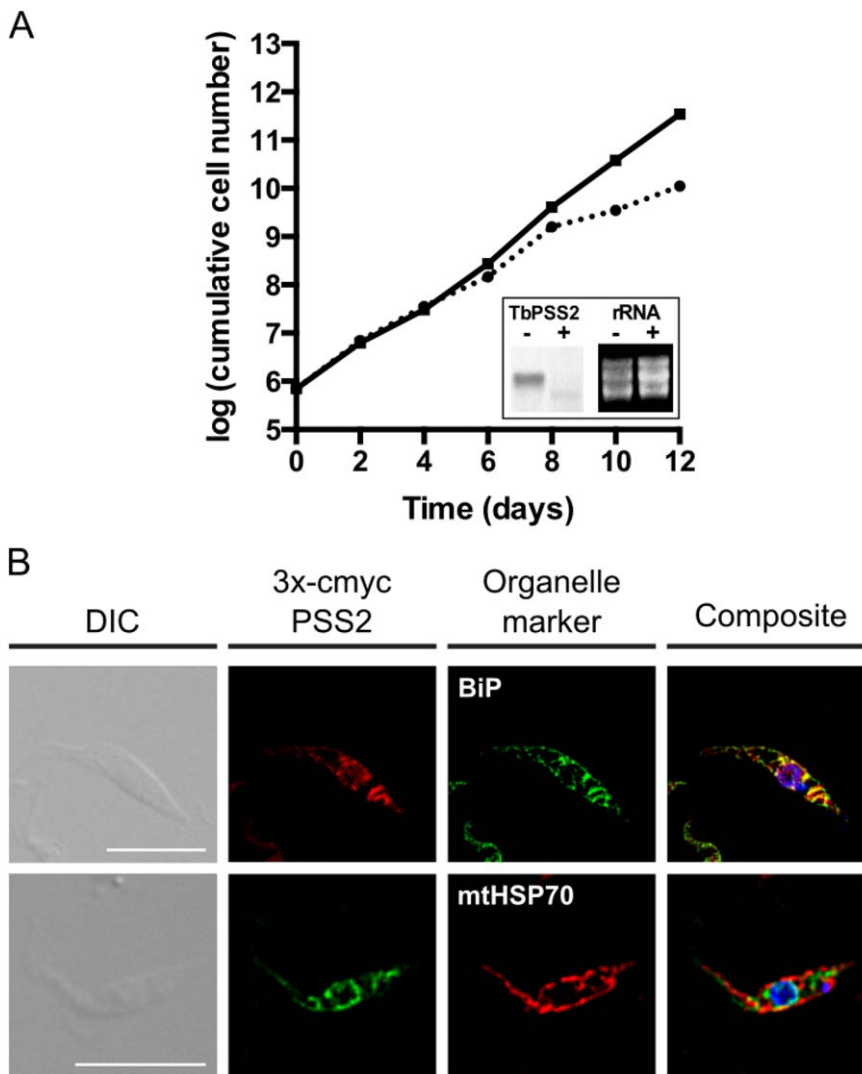 A
log (cumulative cell number)
13
12
11
10
9
8
7
6
5
TbPSS2 rRNA
- + - +
0 2 4 6 8 10 12
Time (days)
B
DIC
3x-cmyc
PSS2
Organelle
marker
Composite
BiP
mtHSP70